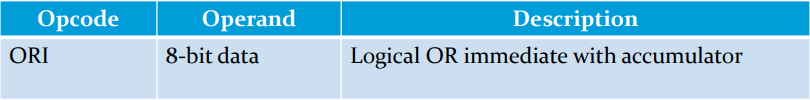 Opcode Operand Description
ORI 8-bit data Logical OR immediate with accumulator